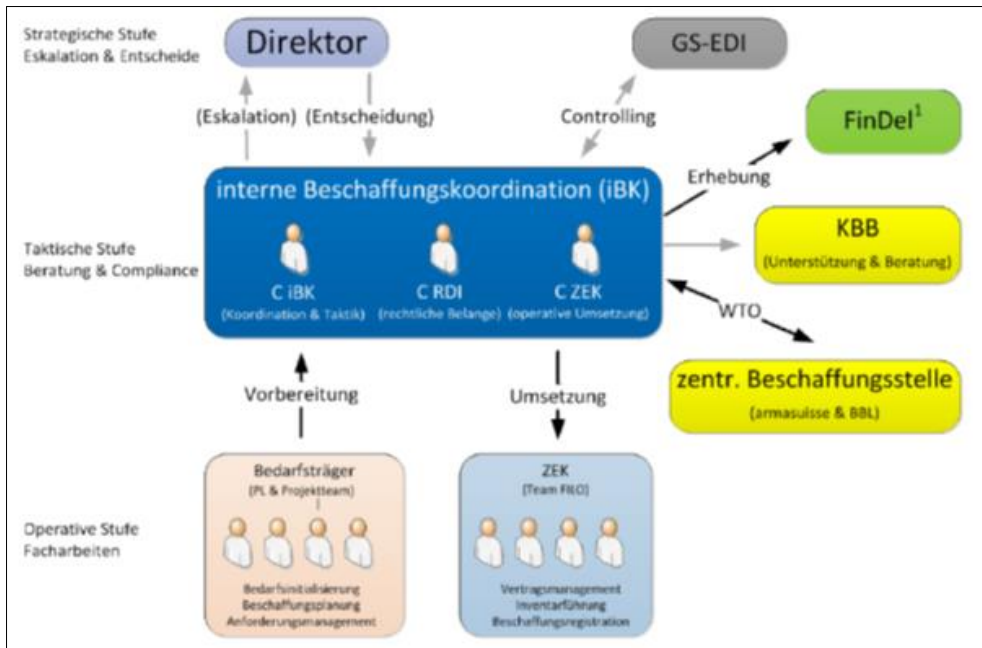 Strategische Stufe
Eskalation & Entscheide
Direktor
GS-EDI
(Eskalation) (Entscheidung)
Controlling
FinDel¹
Erhebung
interne Beschaffungskoordination (iBK)
Taktische Stufe
Beratung & Compliance
C iBK
(Koordination & Taktik)
C RDI
(rechtliche Belange)
C ZEK
(operative Umsetzung)
KBB
(Unterstützung & Beratung)
WTO
zentr. Beschaffungsstelle
(armasuisse & BBL)
Vorbereitung
Umsetzung
Operative Stufe
Facharbeiten
Bedarfsträger
(PL & Projektteam)
Bedarfsinitialisierung
Beschaffungsplanung
Anforderungsmanagement
ZEK
(Team FILO)
Vertragsmanagement
Inventarführung
Beschaffungsregistration